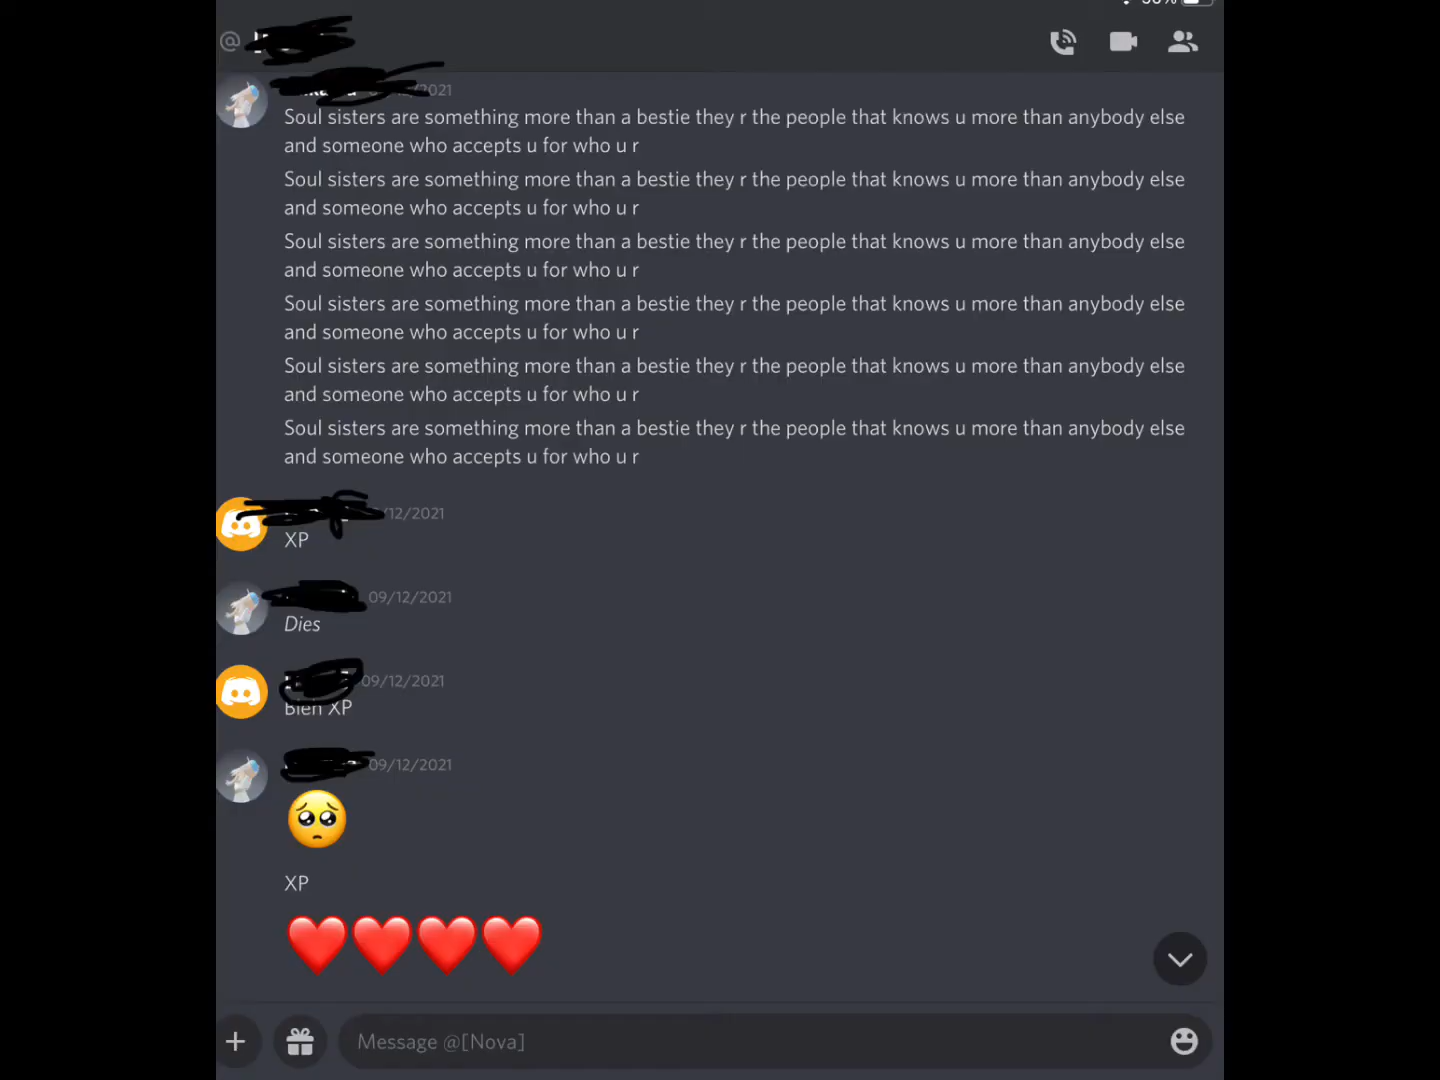 @
2021
Soul sisters are something more than a bestie they r the people that knows u more than anybody else
and someone who accepts u for who u r
Soul sisters are something more than a bestie they r the people that knows u more than anybody else
and someone who accepts u for who u r
Soul sisters are something more than a bestie they r the people that knows u more than anybody else
and someone who accepts u for who u r
Soul sisters are something more than a bestie they r the people that knows u more than anybody else
and someone who accepts u for who u r
Soul sisters are something more than a bestie they r the people that knows u more than anybody else
and someone who accepts u for who u r
Soul sisters are something more than a bestie they r the people that knows u more than anybody else
and someone who accepts u for who u r
/12/2021
XP
09/12/2021
Dies
09/12/2021
Bien XP
09/12/2021
XP
Message @[Nova]